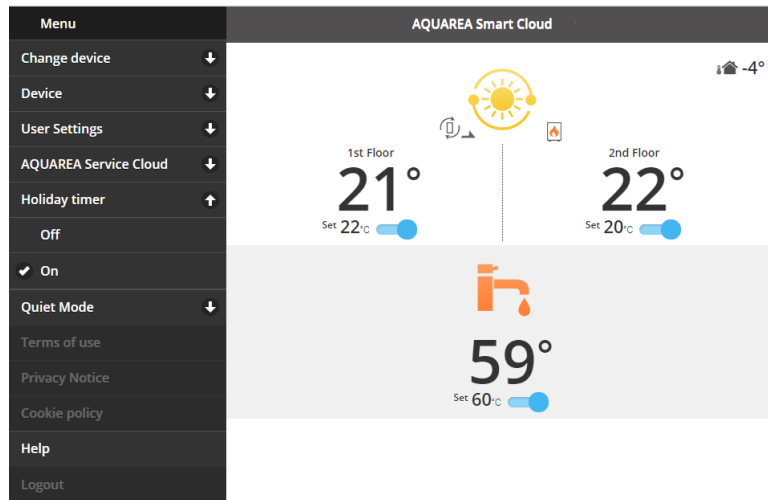 Menu
AQUAREA Smart Cloud
Change device
Device
User Settings
AQUAREA Service Cloud
Holiday timer
Off
On
Quiet Mode
Terms of use
Privacy Notice
Cookie policy
Help
Logout
-4°
1st Floor
21°
Set 22°C
2nd Floor
22°
Set 20°C
59°
Set 60°C